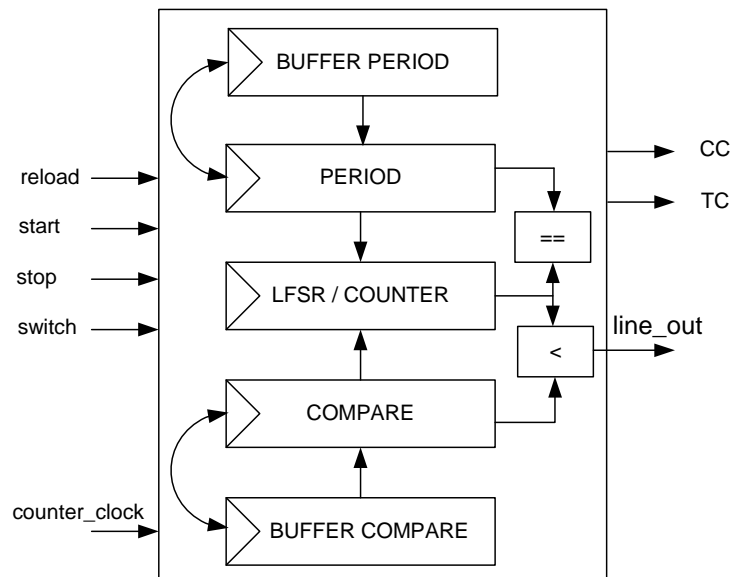 BUFFER PERIOD
PERIOD
==
LFSR / COUNTER
<
COMPARE
BUFFER COMPARE
reload
start
stop
switch
counter_clock
CC
TC
line_out